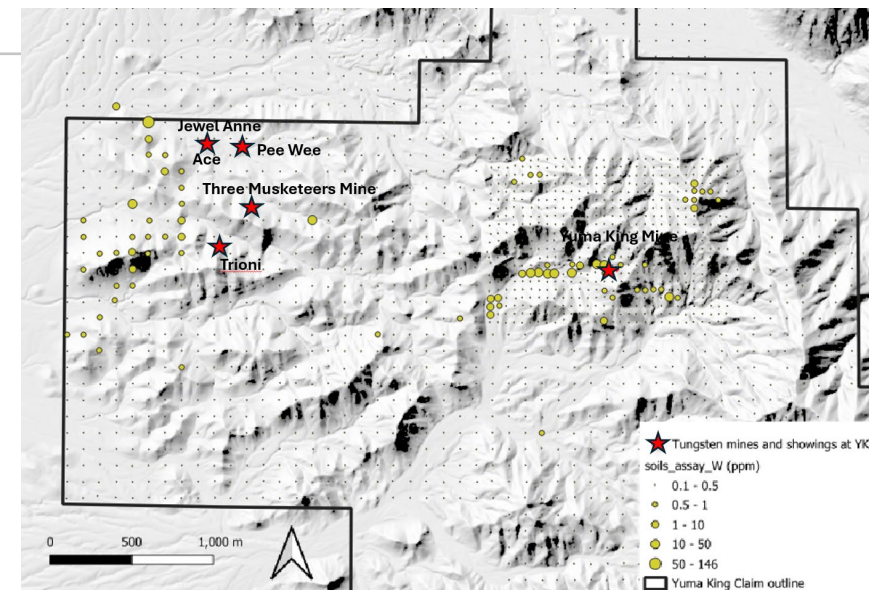 Jewel Anne
Ace
Pee Wee
Three Musketeers Mine
Trioni
Yuma King Mine
0 500 1,000 m
Tungsten mines and showings at YK
soils_assay_W (ppm)
0.1 - 0.5
0.5 - 1
1 - 10
10 - 50
50 - 146
Yuma King Claim outline